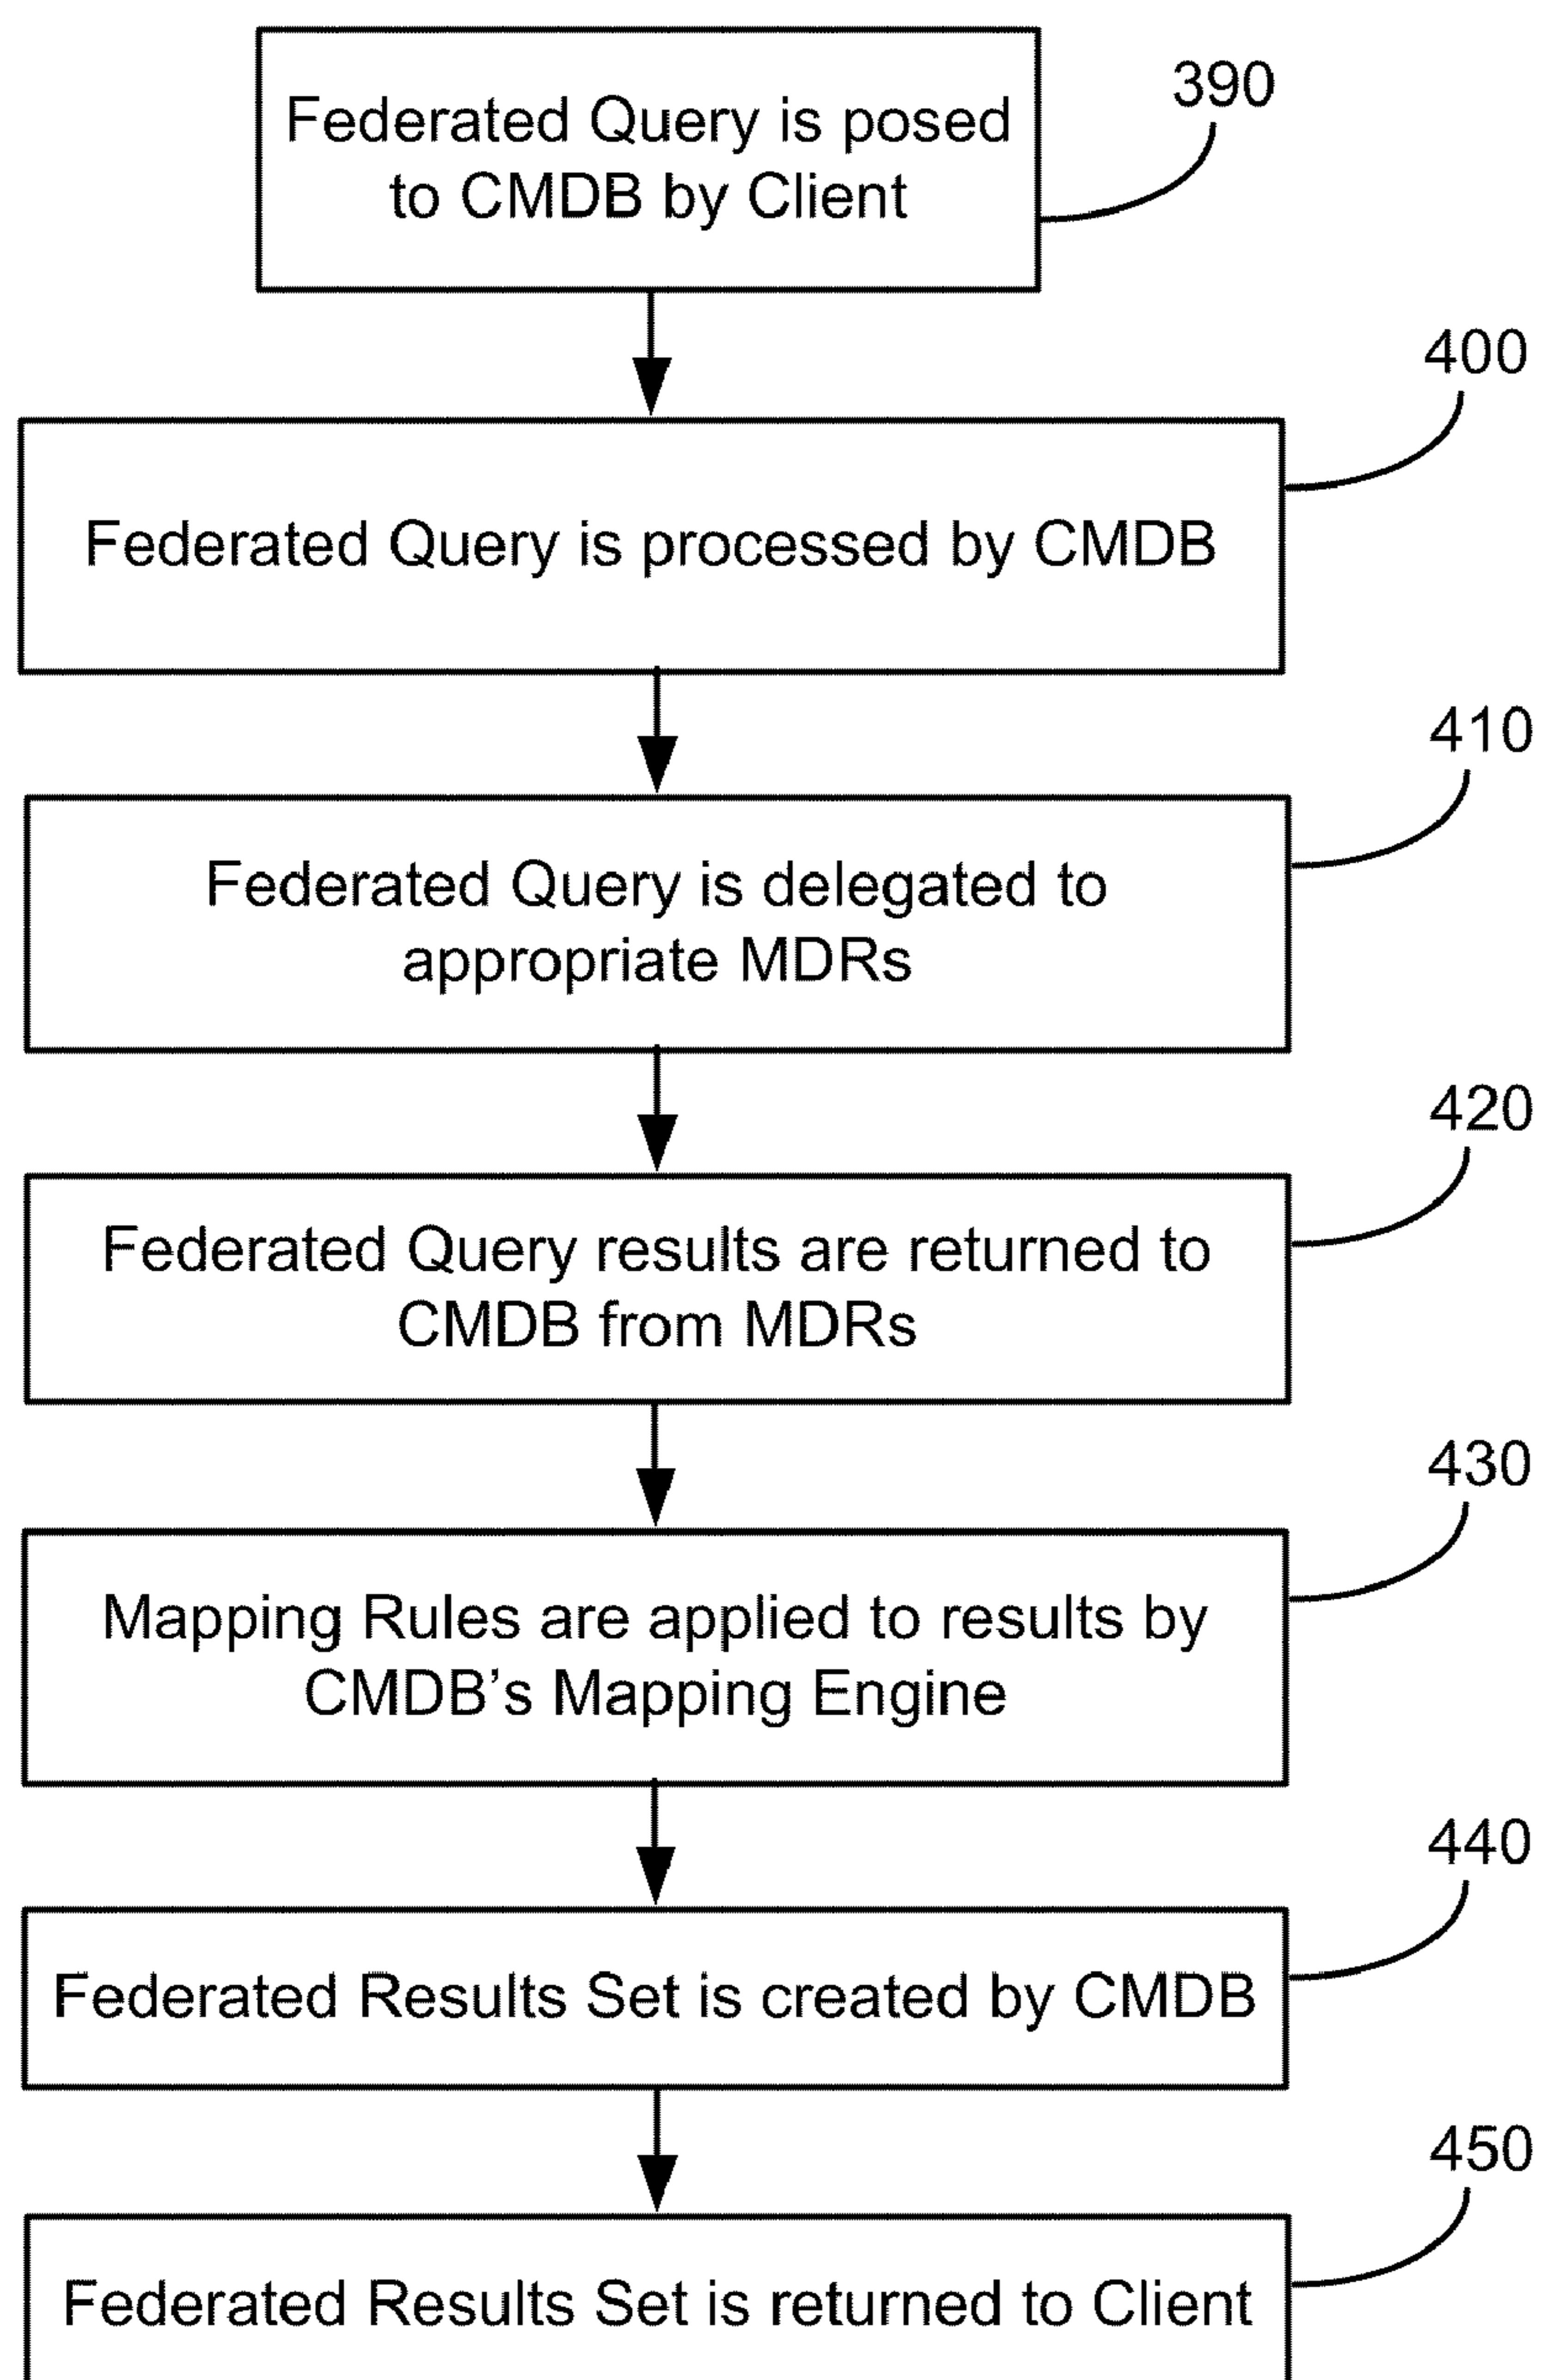 Federated Query is posed
to CMDB by Client
390
400
Federated Query is processed by CMDB
410
Federated Query is delegated to
appropriate MDRs
420
Federated Query results are returned to
CMDB from MDRs
430
Mapping Rules are applied to results by
CMDB's Mapping Engine
440
Federated Results Set is created by CMDB
450
Federated Results Set is returned to Client